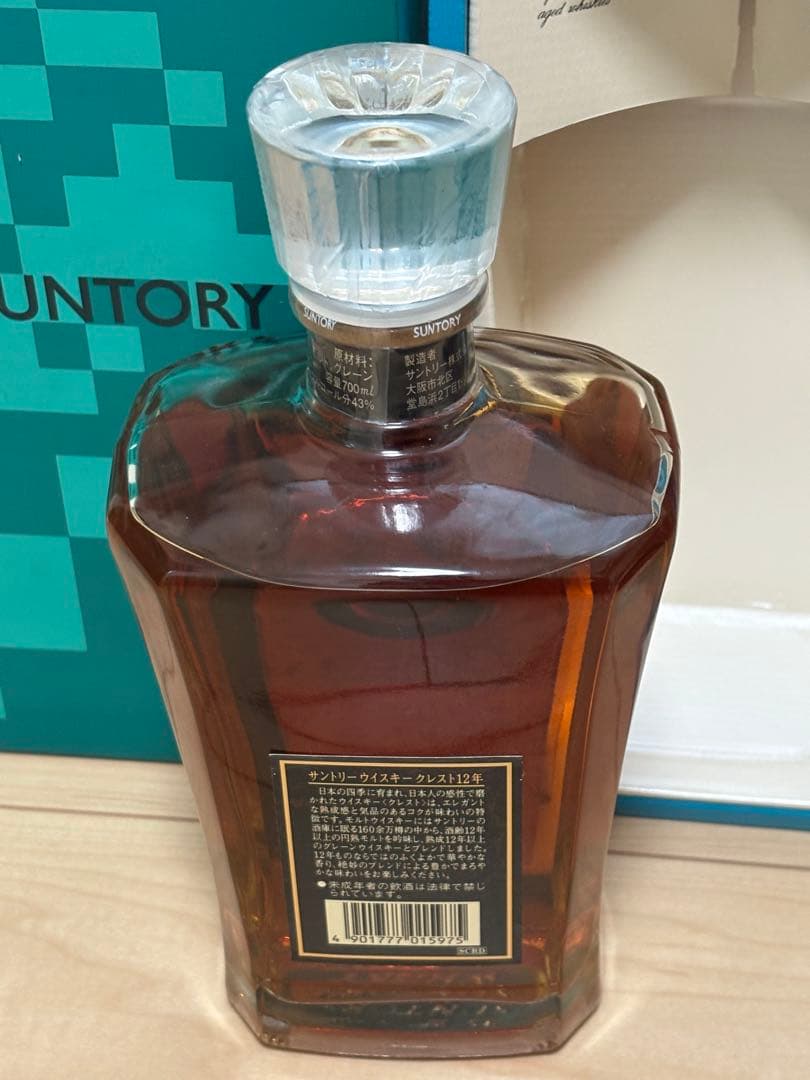 aged whiskies
SUNTORY
SUNTORY
SUNTORY
原材料:
グレーン
容量700ml
ール分43%
製造者
サントリー株式
大阪市北区
堂島浜2丁目
サントリーウイスキー クレスト12年
日本の四季に育まれ、日本人の感性で磨
かれたウイスキー〈クレスト〉は、エレガント
な熟成感と気品のあるコクが味わいの特
徴です。モルトウイスキーにはサントリーの
酒庫に眠る160余万樽の中から、酒齢12年
以上の円熟モルトを吟味し、熟成12年以上
のグレーンウイスキーとブレンドしました。
12年ものならではのふくよかで華やかな
香り、絶妙のブレンドによる豊かでまろや
かな味わいをお楽しみください。
●未成年者の飲酒は法律で禁じ
られています。
4 901777 015975
SCRD